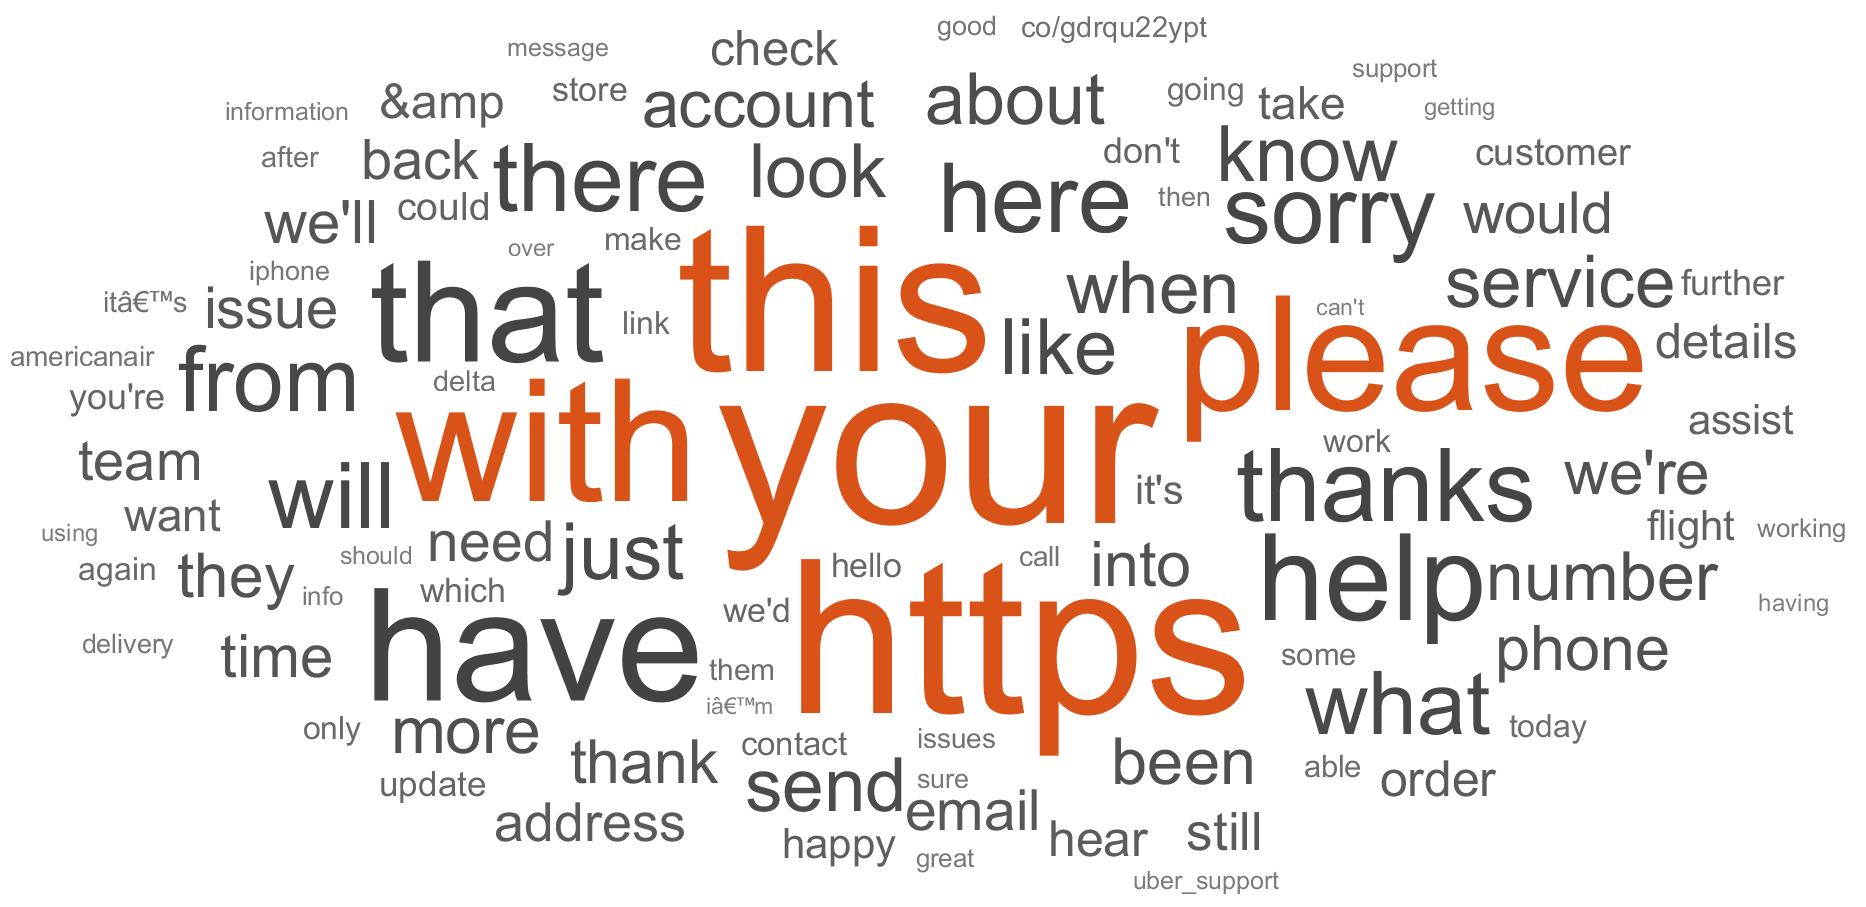 good
co/gdrqu22ypt
message
check
support
information
&amp
store
account
about
going
take
getting
after
back
there
look
here
don't
know
customer
we'll
could
then
sorry
would
over
make
this
when
service
further
iphone
itâ€™s
issue
that
link
like
can't
please
details
americanair
you're
from
delta
with
your
assist
work
team
will
want
it's
thanks
we're
flight
working
using
should
need
just
hello
call
into
again
they
info
which
have
we'd
https
help
number
having
delivery
time
them
some
phone
iâ€™m
what
today
only
more
thank
contact
issues
been
able
order
update
send
sure
address
email
happy
great
hear
still
uber_support